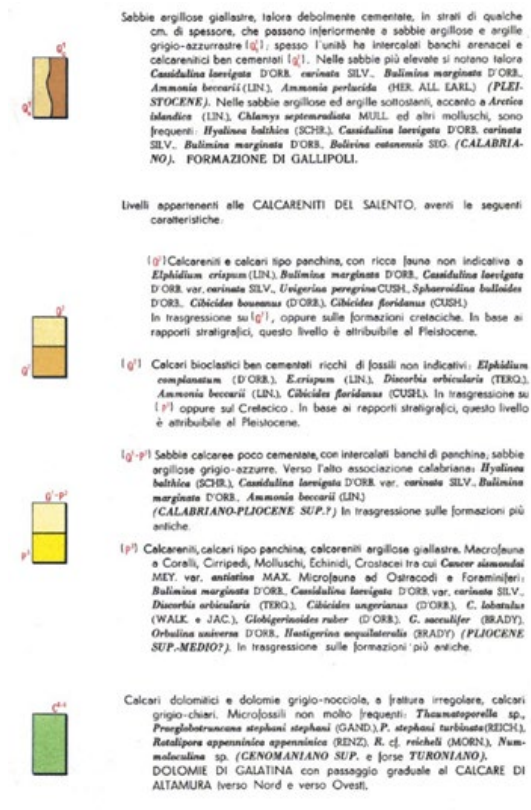 Sabbie argillose giallastre, talora debolmente cementate, in strati di qualche
cm. di spessore, che passano inferiormente a sabbie argillose e argille
grigio-azzurrastre; spesso l'unità ha intercalati banchi arenacei e
calcarenitici ben cementati. Nelle sabbie più elevate si notano talora
Cassidulina laevigata D'ORB. carinata SILV., Bulimina marginata D'ORB.,
Ammonia beccarii (LIN.), Ammonia perlucida (HER. ALL. EARL.) (PLEI-
STOCENE). Nelle sabbie argillose ed argille sottostanti, accanto a Arctica
islandica (LIN.), Chlamys septemradiata MULL. ed altri molluschi, sono
frequenti: Hyalinea balthica (SCHR.), Cassidulina laevigata D'ORB. carinata
SILV., Bulimina marginata D'ORB., Bolivina catanensis SEG. (CALABRIA-
NO). FORMAZIONE DI GALLIPOLI.
Livelli appartenenti alle CALCARENITI DEL SALENTO, aventi le seguenti
caratteristiche:
Calcareniti e calcari tipo panchina, con ricca fauna non indicativa a
Elphidium crispum (LIN.), Bulimina marginata D'ORB., Cassidulina laevigata
D'ORB. var. carinata SILV., Uvigerina peregrina CUSH., Sphaeroidina bulloides
D'ORB., Cibicides boueanus (D'ORB.), Cibicides floridanus (CUSH.)
In trasgressione su, oppure sulle formazioni cretaciche. In base ai
rapporti stratigrafici, questo livello è attribuibile al Pleistocene.
Calcari bioclastici ben cementati ricchi di fossili non indicativi: Elphidium
complanatum (D'ORB.), E. crispum (LIN.), Discorbis orbicularis (TERQ.),
Ammonia beccarii (LIN.), Cibicides floridanus (CUSH.). In trasgressione su
oppure sul Cretacico. In base ai rapporti stratigrafici, questo livello
è attribuibile al Pleistocene.
Sabbie calcaree poco cementate, con intercalati banchi di panchina; sabbie
argillose grigio-azzurre. Verso l'alto associazione calabriana: Hyalinea
balthica (SCHR.), Cassidulina laevigata D'ORB. var. carinata SILV., Bulimina
marginata D'ORB., Ammonia beccarii (LIN.)
(CALABRIANO-PLIOCENE SUP.?) In trasgressione sulle formazioni più
antiche.
Calcareniti, calcari tipo panchina, calcareniti argillose giallastre. Macrofauna
a Coralli, Cirripedi, Molluschi, Echinidi, Crostacei tra cui Cancer sismondai
MEY. var. antiatina MAX. Microfauna ad Ostracodi e Foraminiferi:
Bulimina marginata D'ORB., Cassidulina laevigata D'ORB. var. carinata SILV.,
Discorbis orbicularis (TERQ.), Cibicides ungerianus (D'ORB.), C. lobatulus
(WALK. e JAC.), Globigerinoides ruber (D'ORB.), G. sacculifer (BRADY),
Orbulina universa D'ORB., Hastigerina aequilateralis (BRADY) (PLIOCENE
SUP.-MEDIO?). In trasgressione sulle formazioni più antiche.
Calcari dolomitici e dolomie grigio-nocciola, a frattura irregolare, calcari
grigio-chiari. Microfossili non molto frequenti: Thaumatoporella sp.,
Praeglobotruncana stephani stephani (GAND.), P. stephani turbinata (REICH.),
Rotalipora appenninica appenninica (RENZ), R. cf. reicheli (MORN.), Num-
moloculina sp. (CENOMANIANO SUP. e forse TURONIANO).
DOLOMIE DI GALATINA con passaggio graduale al CALCARE DI
ALTAMURA (verso Nord e verso Ovest).